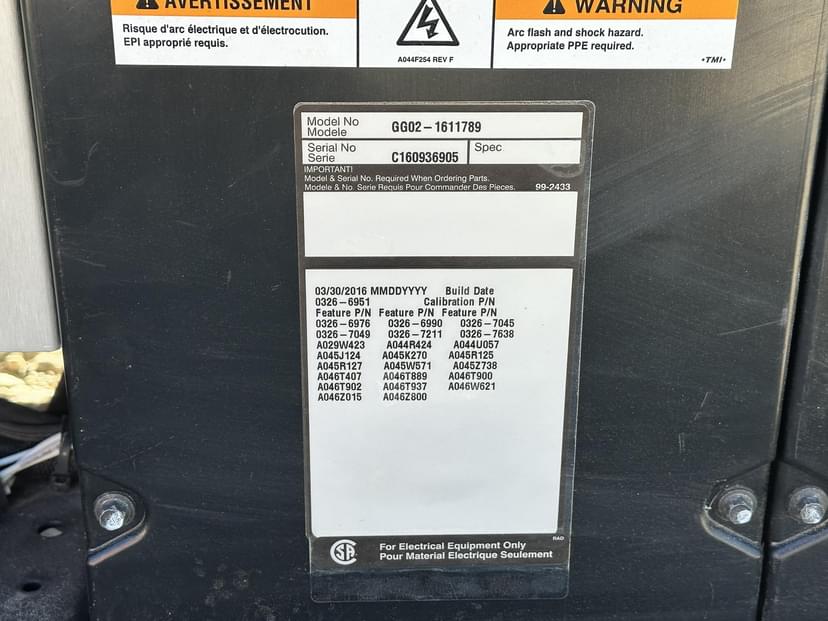 AVERTISSEMENT
Risque d'arc électrique et d'électrocution.
EPI approprié requis.
A044F254 REV F
WARNING
Arc flash and shock hazard.
Appropriate PPE required.
•TMI•
Model No
Modele
GG02-1611789
Serial No
Serie
C160936905
Spec
IMPORTANT!
Model & Serial No. Required When Ordering Parts.
Modele & No. Serie Requis Pour Commander Des Pieces. 99-2433
03/30/2016 MMDDYYYY Build Date
0326-6951 Calibration P/N
Feature P/N Feature P/N Feature P/N
0326-6976 0326-6990 0326-7045
0326-7049 0326-7211 0326-7638
A029W423 A044R424 A044U057
A045J124 A045K270 A045R125
A045R127 A045W571 A045Z738
A046T407 A046T889 A046T900
A046T902 A046T937 A046W621
A046Z015 A046Z800
RAD
SA
For Electrical Equipment Only
Pour Material Electrique Seulement